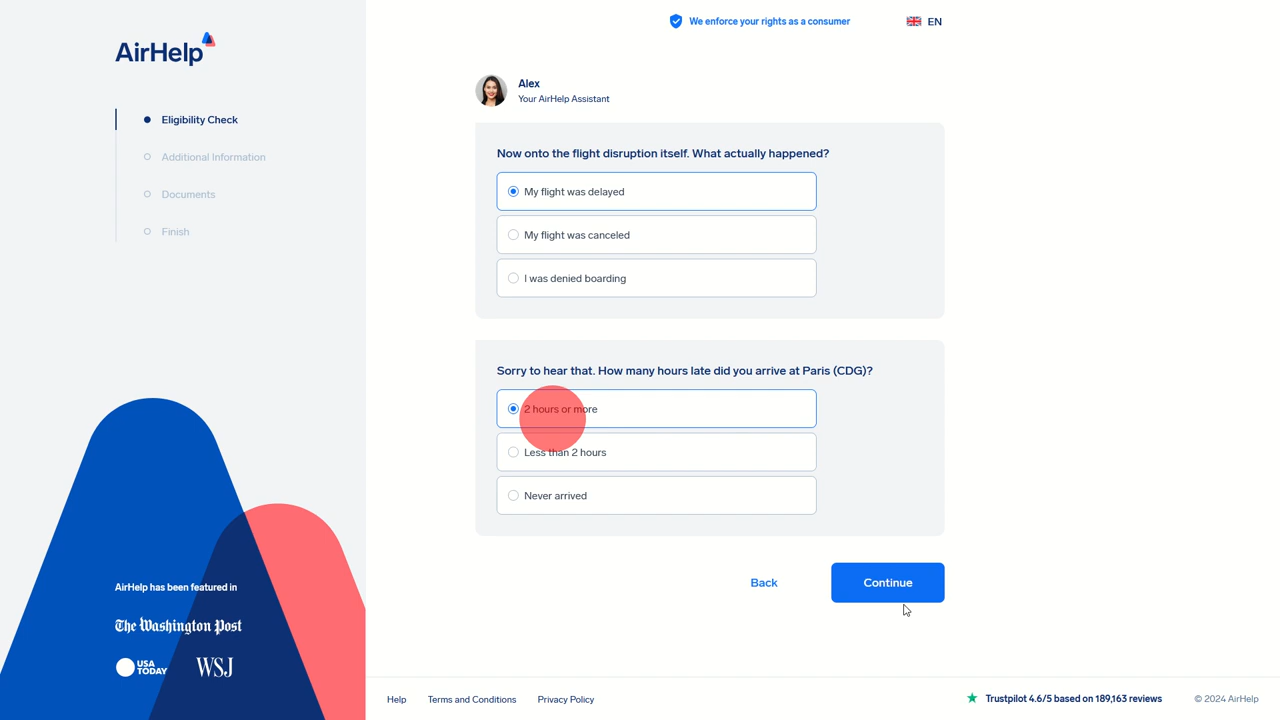 AirHelp
Eligibility Check
Additional Information
Documents
Finish
AirHelp has been featured in
The Washington Post
USA
TODAY
WSJ
We enforce your rights as a consumer
EN
Alex
Your AirHelp Assistant
Now onto the flight disruption itself. What actually happened?
My flight was delayed
My flight was canceled
I was denied boarding
Sorry to hear that. How many hours late did you arrive at Paris (CDG)?
2 hours or more
Less than 2 hours
Never arrived
Back
Continue
Help
Terms and Conditions
Privacy Policy
Trustpilot 4.6/5 based on 189,163 reviews
© 2024 AirHelp